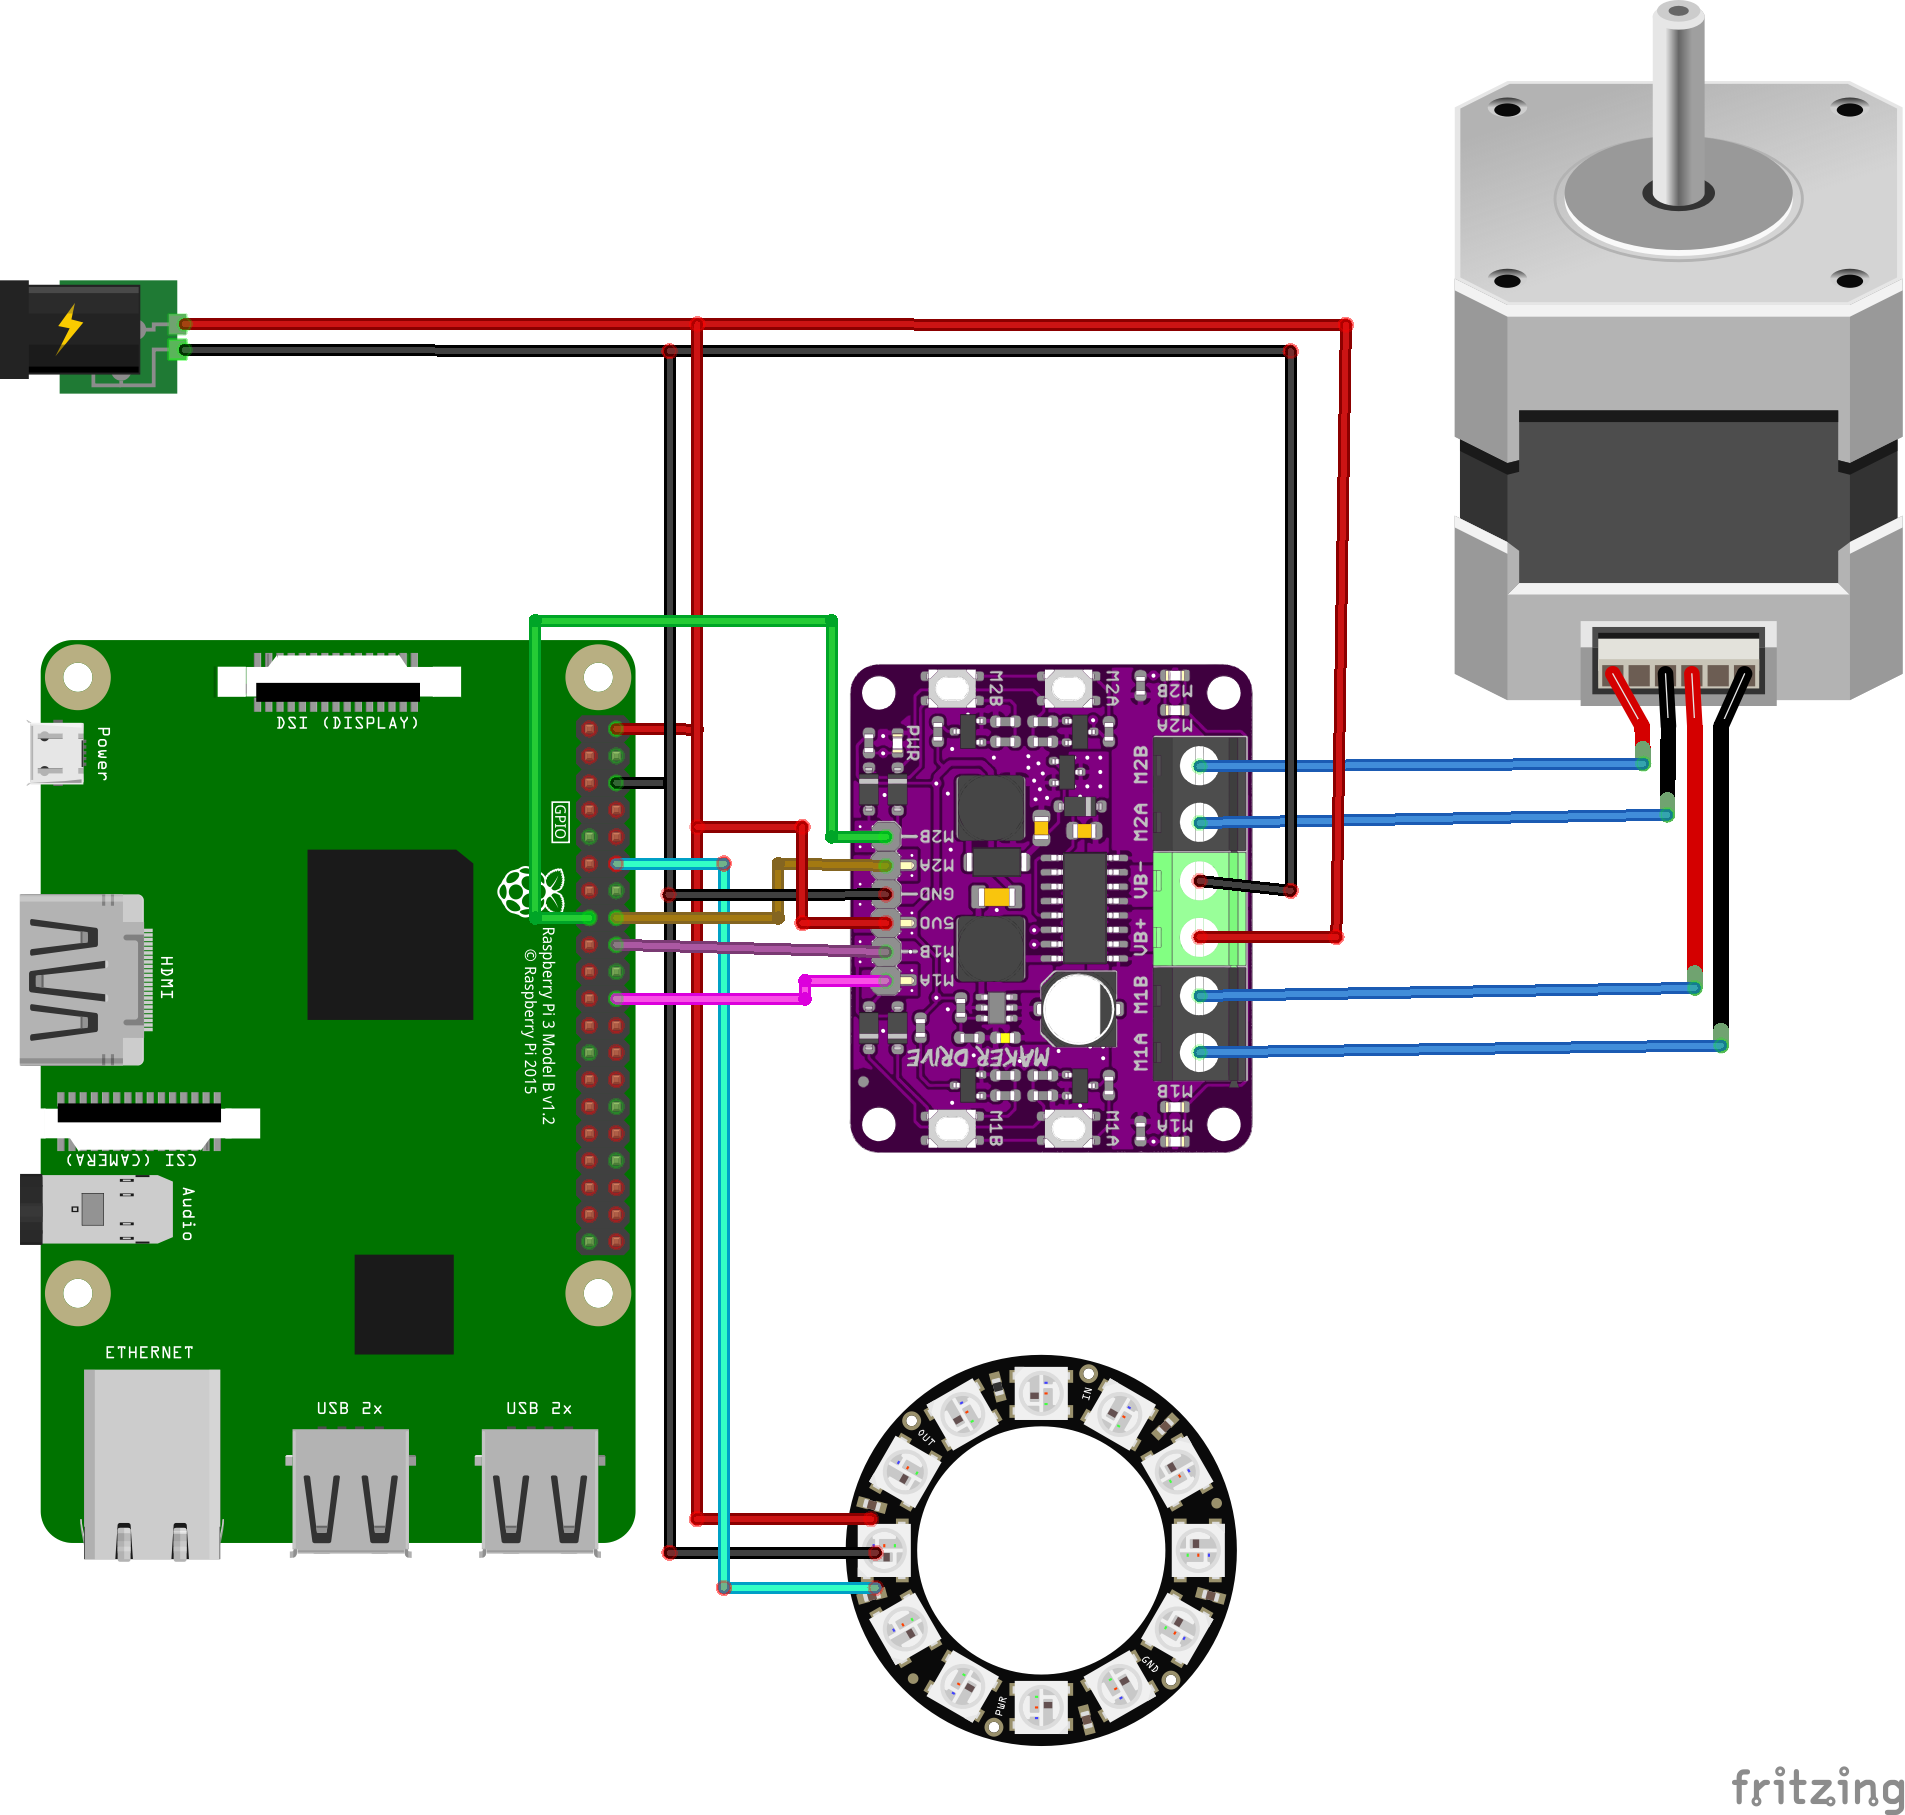 DSI (DISPLAY)
Power
GPIO
HDMI
Raspberry Pi 3 Model B v1.2
© Raspberry Pi 2015
CSI (CAMERA)
Audio
ETHERNET
USB 2x
USB 2x
M2B
M2A
M2B
M2A
PWR
M2B
M2A
GND
5VO
M1B
M1A
M2B
M2A
VB-
VB+
M1B
M1A
MAKER DRIVE
M1B
M1A
M1B
M1A
IN
OUT
GND
PWR
fritzing